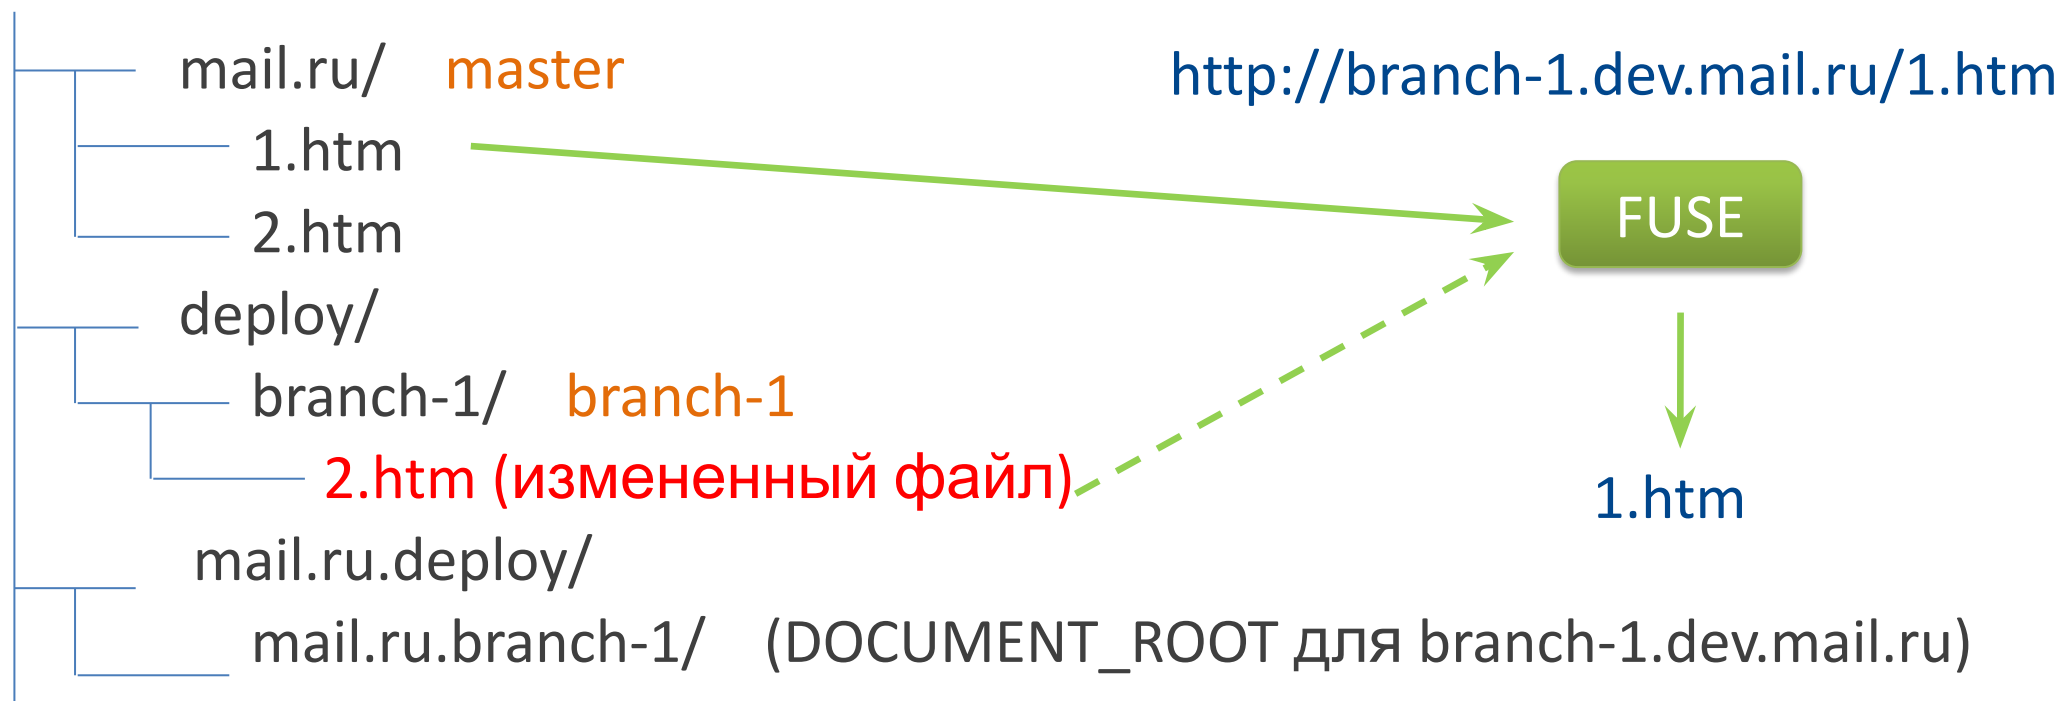 mail.ru/ master
http://branch-1.dev.mail.ru/1.htm
1.htm
2.htm
FUSE
deploy/
branch-1/ branch-1
2.htm (измененный файл)
1.htm
mail.ru.deploy/
mail.ru.branch-1/ (DOCUMENT_ROOT для branch-1.dev.mail.ru)